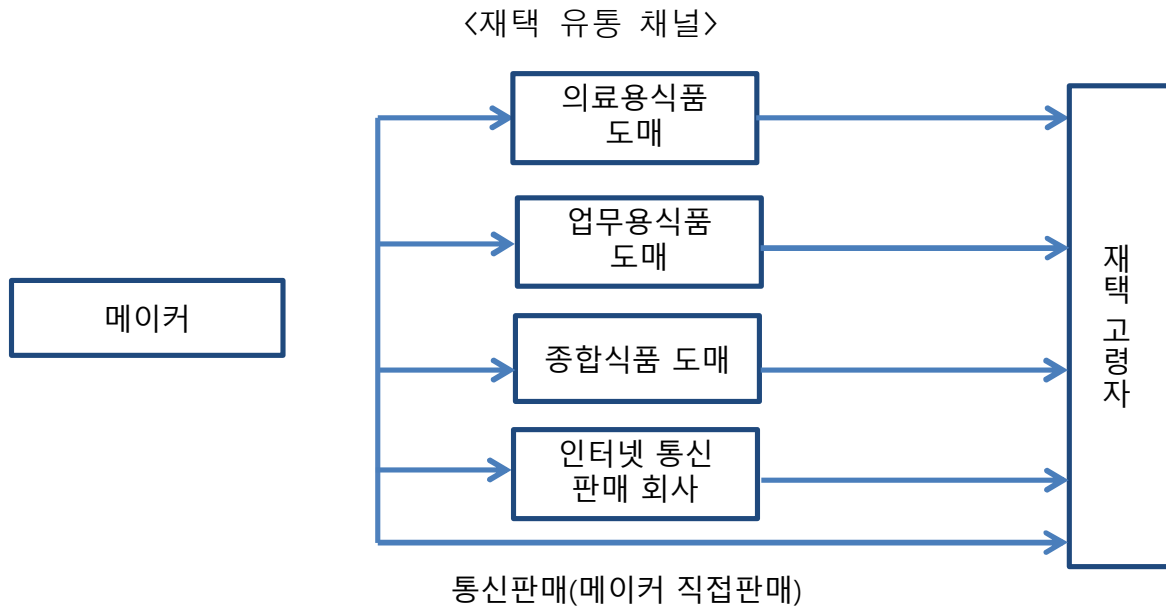 <재택 유통 채널>
의료용식품
도매
업무용식품
도매
메이커
종합식품 도매
인터넷 통신
판매 회사
재택 고령자
통신판매(메이커 직접판매)